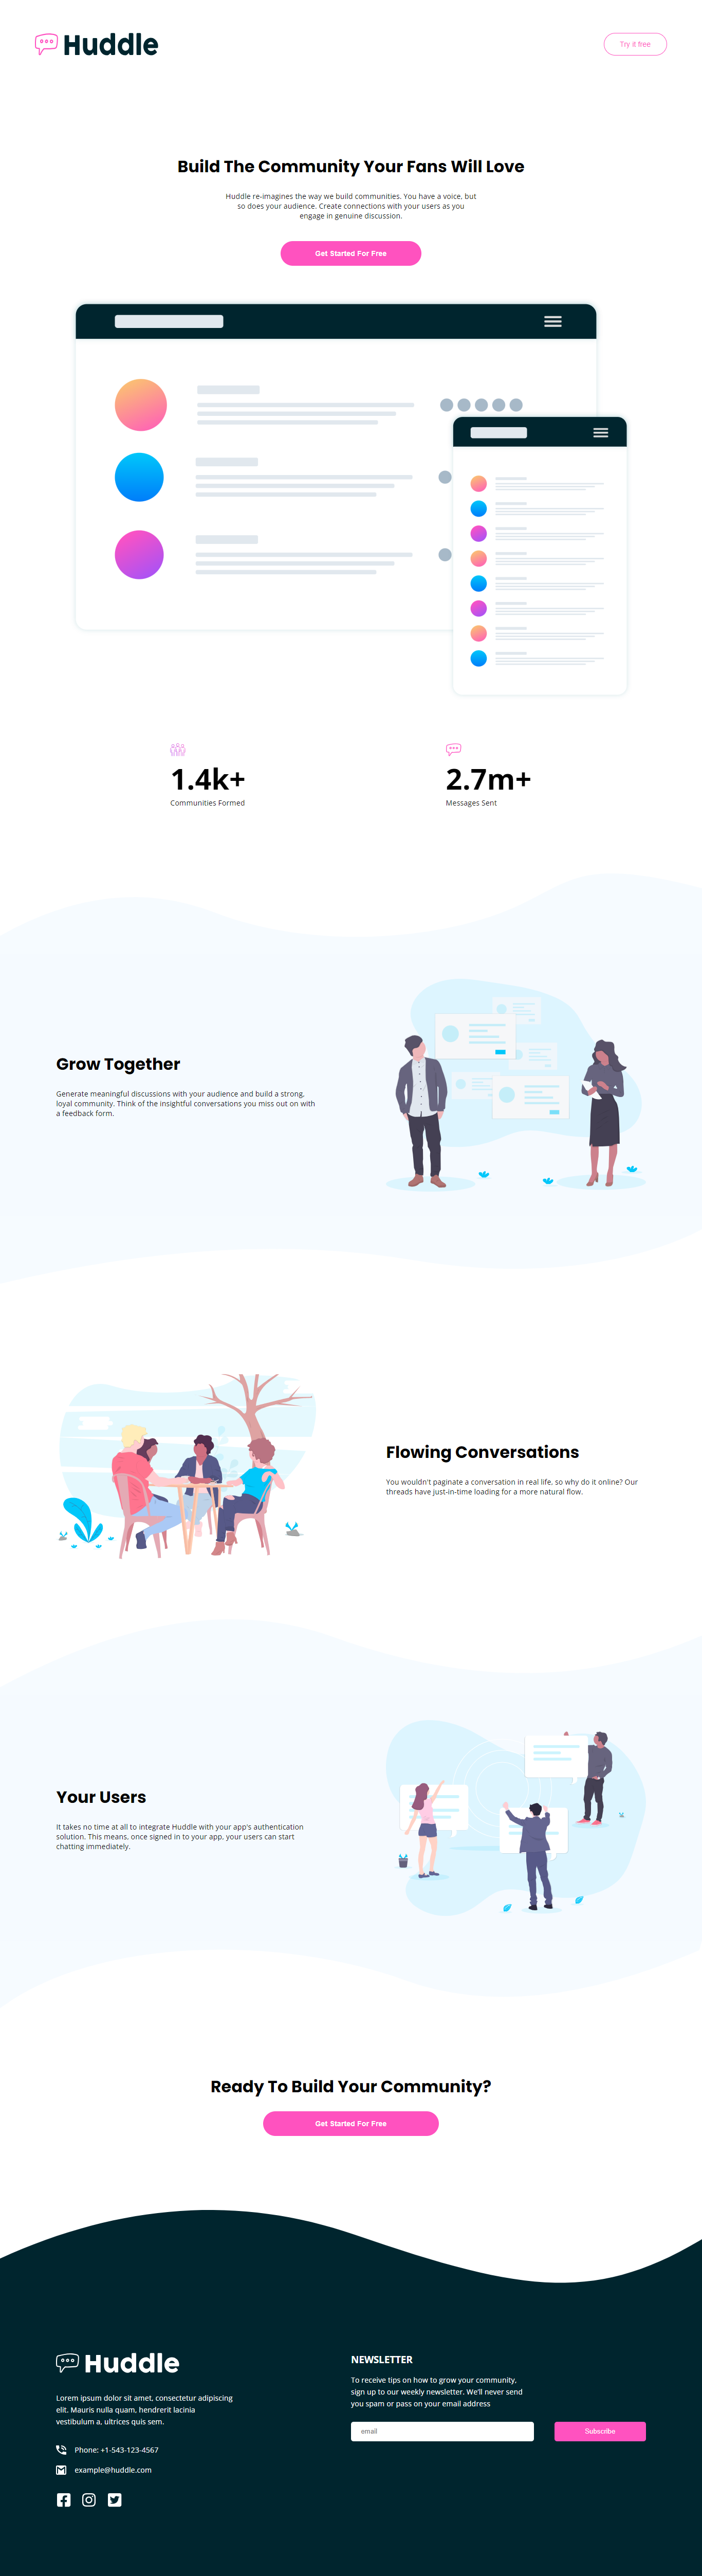 Huddle
Try it free
Build The Community Your Fans Will Love
Huddle re-imagines the way we build communities. You have a voice, but
so does your audience. Create connections with your users as you
engage in genuine discussion.
Get Started For Free
1.4k+
Communities Formed
2.7m+
Messages Sent
Grow Together
Generate meaningful discussions with your audience and build a strong,
loyal community. Think of the insightful conversations you miss out on with
a feedback form.
Flowing Conversations
You wouldn't paginate a conversation in real life, so why do it online? Our
threads have just-in-time loading for a more natural flow.
Your Users
It takes no time at all to integrate Huddle with your app's authentication
solution. This means, once signed in to your app, your users can start
chatting immediately.
Ready To Build Your Community?
Get Started For Free
Huddle
Lorem ipsum dolor sit amet, consectetur adipiscing
elit. Mauris nulla quam, hendrerit lacinia
vestibulum a, ultrices quis sem.
Phone: +1-543-123-4567
example@huddle.com
NEWSLETTER
To receive tips on how to grow your community,
sign up to our weekly newsletter. We'll never send
you spam or pass on your email address
email
Subscribe